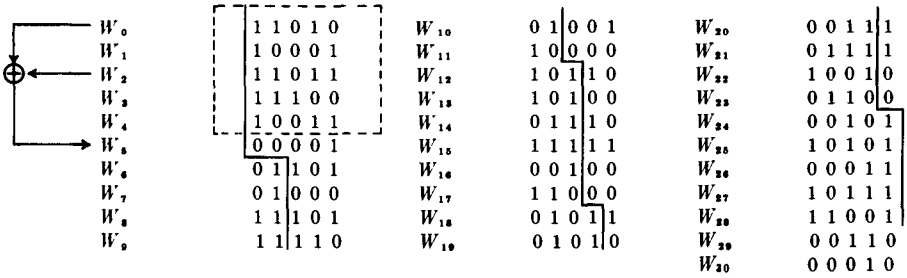 W₀ 1 1 0 1 0
W₁ 1 0 0 0 1
W₂ 1 1 0 1 1
W₃ 1 1 1 0 0
W₄ 1 0 0 1 1
W₅ 0 0 0 0 1
W₆ 0 1 1 0 1
W₇ 0 1 0 0 0
W₈ 1 1 1 0 1
W₉ 1 1 1 1 0
W₁₀ 0 1 0 0 1
W₁₁ 1 0 0 0 0
W₁₂ 1 0 1 1 0
W₁₃ 1 0 1 0 0
W₁₄ 0 1 1 1 0
W₁₅ 1 1 1 1 1
W₁₆ 0 0 1 0 0
W₁₇ 1 1 0 0 0
W₁₈ 0 1 0 1 1
W₁₉ 0 1 0 1 0
W₂₀ 0 0 1 1 1
W₂₁ 0 1 1 1 1
W₂₂ 1 0 0 1 0
W₂₃ 0 1 1 0 0
W₂₄ 0 0 1 0 1
W₂₅ 1 0 1 0 1
W₂₆ 0 0 0 1 1
W₂₇ 1 0 1 1 1
W₂₈ 1 1 0 0 1
W₂₉ 0 0 1 1 0
W₃₀ 0 0 0 1 0